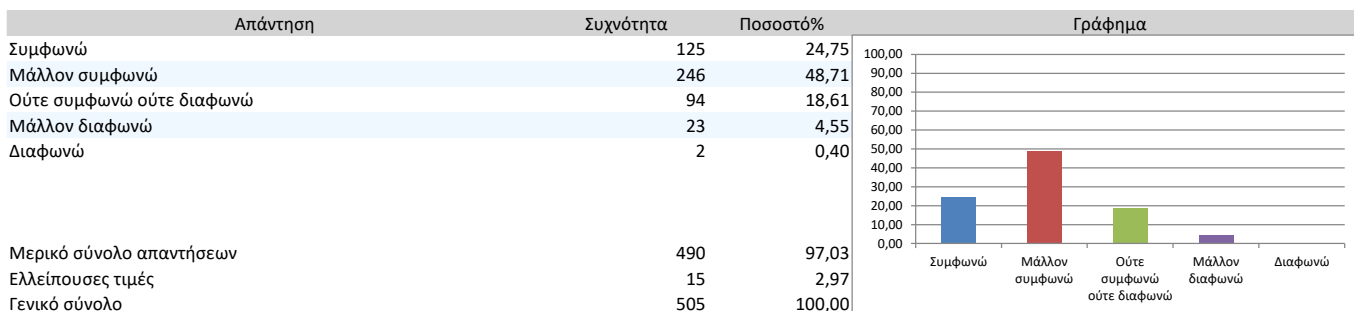 Απάντηση Συχνότητα Ποσοστό% Γράφημα
Συμφωνώ 125 24,75
Μάλλον συμφωνώ 246 48,71
Ούτε συμφωνώ ούτε διαφωνώ 94 18,61
Μάλλον διαφωνώ 23 4,55
Διαφωνώ 2 0,40
Μερικό σύνολο απαντήσεων 490 97,03
Ελλείπουσες τιμές 15 2,97
Γενικό σύνολο 505 100,00
100,00
90,00
80,00
70,00
60,00
50,00
40,00
30,00
20,00
10,00
0,00
Συμφωνώ Μάλλον Ούτε Μάλλον Διαφωνώ
συμφωνώ συμφωνώ διαφωνώ
ούτε διαφωνώ